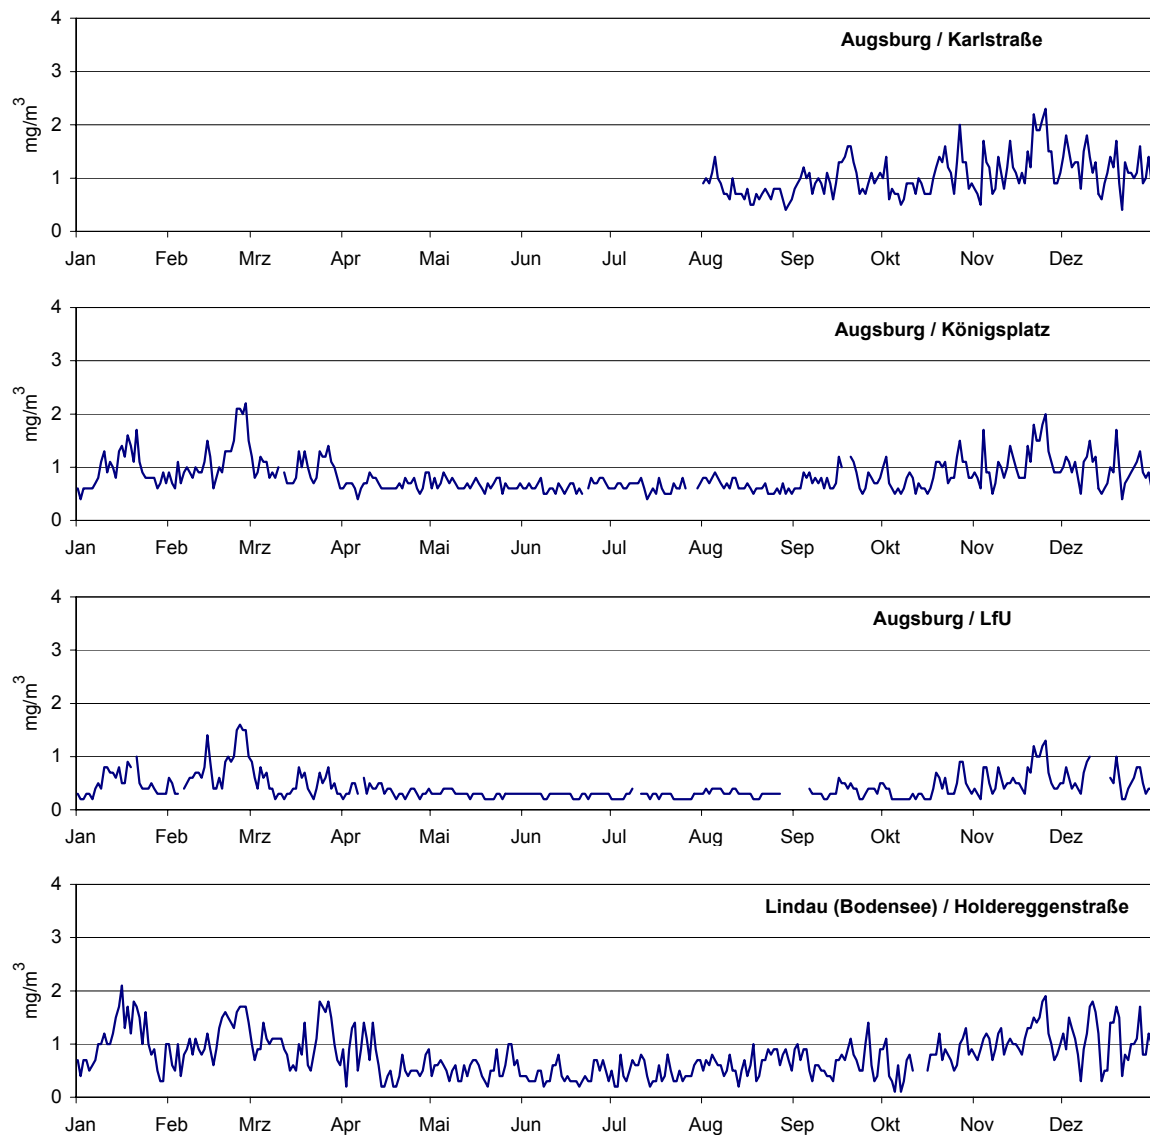 4
Augsburg / Karlstraße
3
mg/m³
2
1
0
Jan Feb Mrz Apr Mai Jun Jul Aug Sep Okt Nov Dez
4
Augsburg / Königsplatz
3
mg/m³
2
1
0
Jan Feb Mrz Apr Mai Jun Jul Aug Sep Okt Nov Dez
4
Augsburg / LfU
3
mg/m³
2
1
0
Jan Feb Mrz Apr Mai Jun Jul Aug Sep Okt Nov Dez
4
Lindau (Bodensee) / Holdereggenstraße
3
mg/m³
2
1
0
Jan Feb Mrz Apr Mai Jun Jul Aug Sep Okt Nov Dez